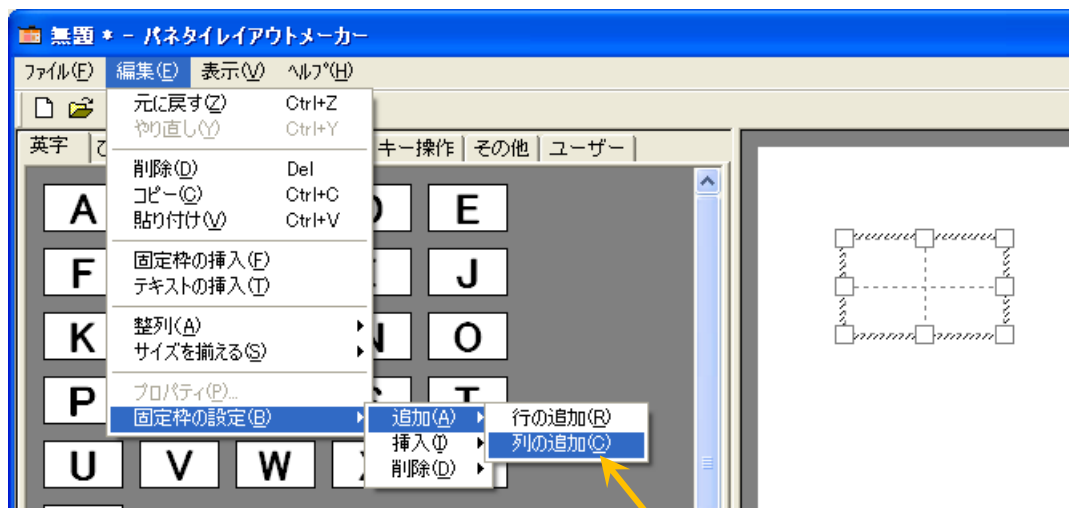 無題 * - パネタイレイアウトメーカー
ファイル(F) 編集(E) 表示(V) ヘルプ(H)
元に戻す(Z) Ctrl+Z
やり直し(Y) Ctrl+Y
英字 キー操作 その他 ユーザー
削除(D) Del
コピー(C) Ctrl+C
貼り付け(V) Ctrl+V
A E
固定枠の挿入(F)
テキストの挿入(T)
F J
整列(A)
サイズを揃える(S)
K N O
プロパティ(P)...
P S T
固定枠の設定(B) 追加(A) 行の追加(R)
挿入(I) 列の追加(C)
削除(D)
U V W